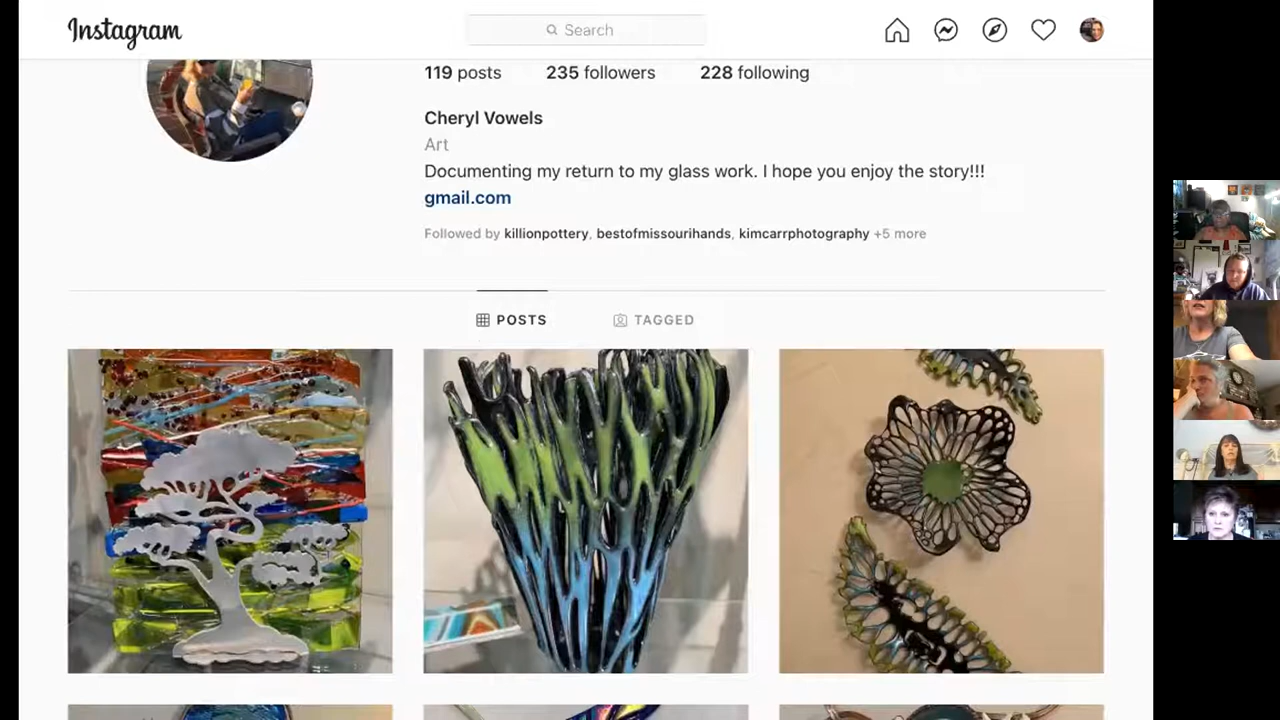 Instagram
Search
119 posts 235 followers 228 following
Cheryl Vowels
Art
Documenting my return to my glass work. I hope you enjoy the story!!!
gmail.com
Followed by killionpottery, bestofmissourihands, kimcarrphotography +5 more
POSTS TAGGED